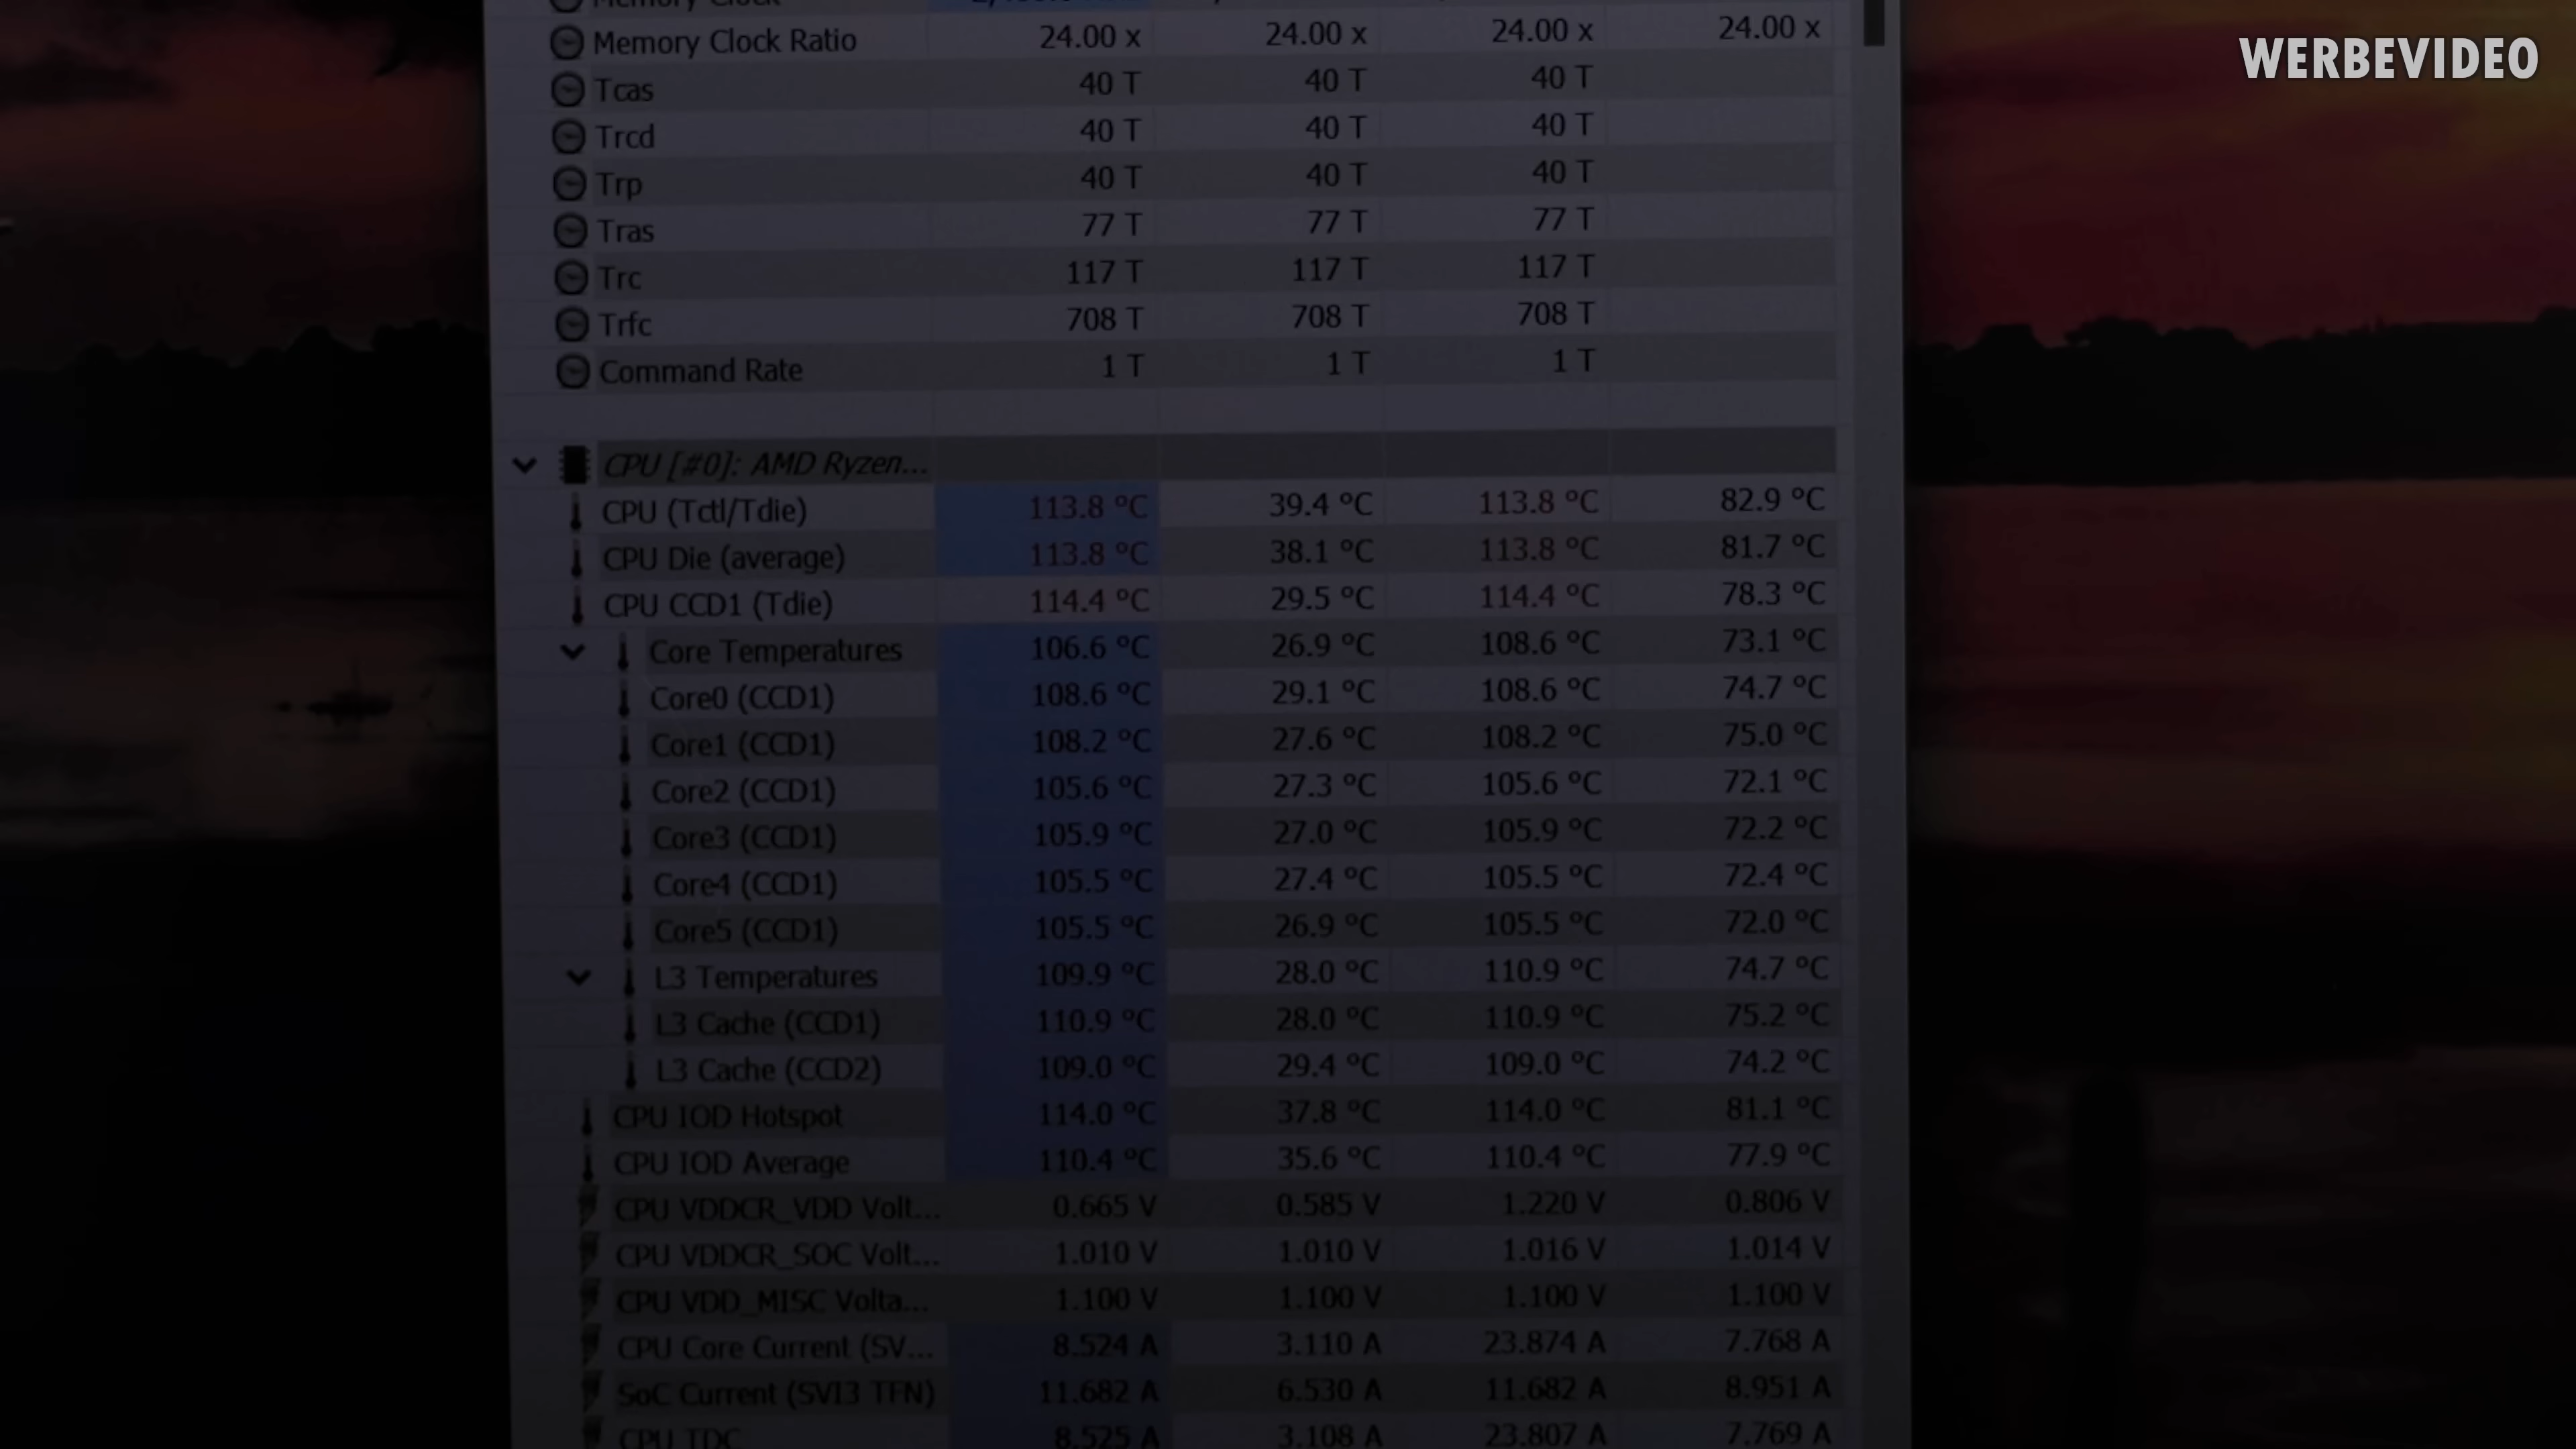 WERBEVIDEO
Memory Clock
Memory Clock Ratio 24.00 x 24.00 x 24.00 x 24.00 x
Tcas 40 T 40 T 40 T
Trcd 40 T 40 T 40 T
Trp 40 T 40 T 40 T
Tras 77 T 77 T 77 T
Trc 117 T 117 T 117 T
Trfc 708 T 708 T 708 T
Command Rate 1 T 1 T 1 T
CPU [#0]: AMD Ryzen...
CPU (Tctl/Tdie) 113.8 °C 39.4 °C 113.8 °C 82.9 °C
CPU Die (average) 113.8 °C 38.1 °C 113.8 °C 81.7 °C
CPU CCD1 (Tdie) 114.4 °C 29.5 °C 114.4 °C 78.3 °C
Core Temperatures 106.6 °C 26.9 °C 108.6 °C 73.1 °C
Core0 (CCD1) 108.6 °C 29.1 °C 108.6 °C 74.7 °C
Core1 (CCD1) 108.2 °C 27.6 °C 108.2 °C 75.0 °C
Core2 (CCD1) 105.6 °C 27.3 °C 105.6 °C 72.1 °C
Core3 (CCD1) 105.9 °C 27.0 °C 105.9 °C 72.2 °C
Core4 (CCD1) 105.5 °C 27.4 °C 105.5 °C 72.4 °C
Core5 (CCD1) 105.5 °C 26.9 °C 105.5 °C 72.0 °C
L3 Temperatures 109.9 °C 28.0 °C 110.9 °C 74.7 °C
L3 Cache (CCD1) 110.9 °C 28.0 °C 110.9 °C 75.2 °C
L3 Cache (CCD2) 109.0 °C 29.4 °C 109.0 °C 74.2 °C
CPU IOD Hotspot 114.0 °C 37.8 °C 114.0 °C 81.1 °C
CPU IOD Average 110.4 °C 35.6 °C 110.4 °C 77.9 °C
CPU VDDCR_VDD Volt... 0.665 V 0.585 V 1.220 V 0.806 V
CPU VDDCR_SOC Volt... 1.010 V 1.010 V 1.016 V 1.014 V
CPU VDD_MISC Volta... 1.100 V 1.100 V 1.100 V 1.100 V
CPU Core Current (SV... 8.524 A 3.110 A 23.874 A 7.768 A
SoC Current (SVI3 TFN) 11.682 A 6.530 A 11.682 A 8.951 A
CPU TDC 8.525 A 3.108 A 23.807 A 7.769 A